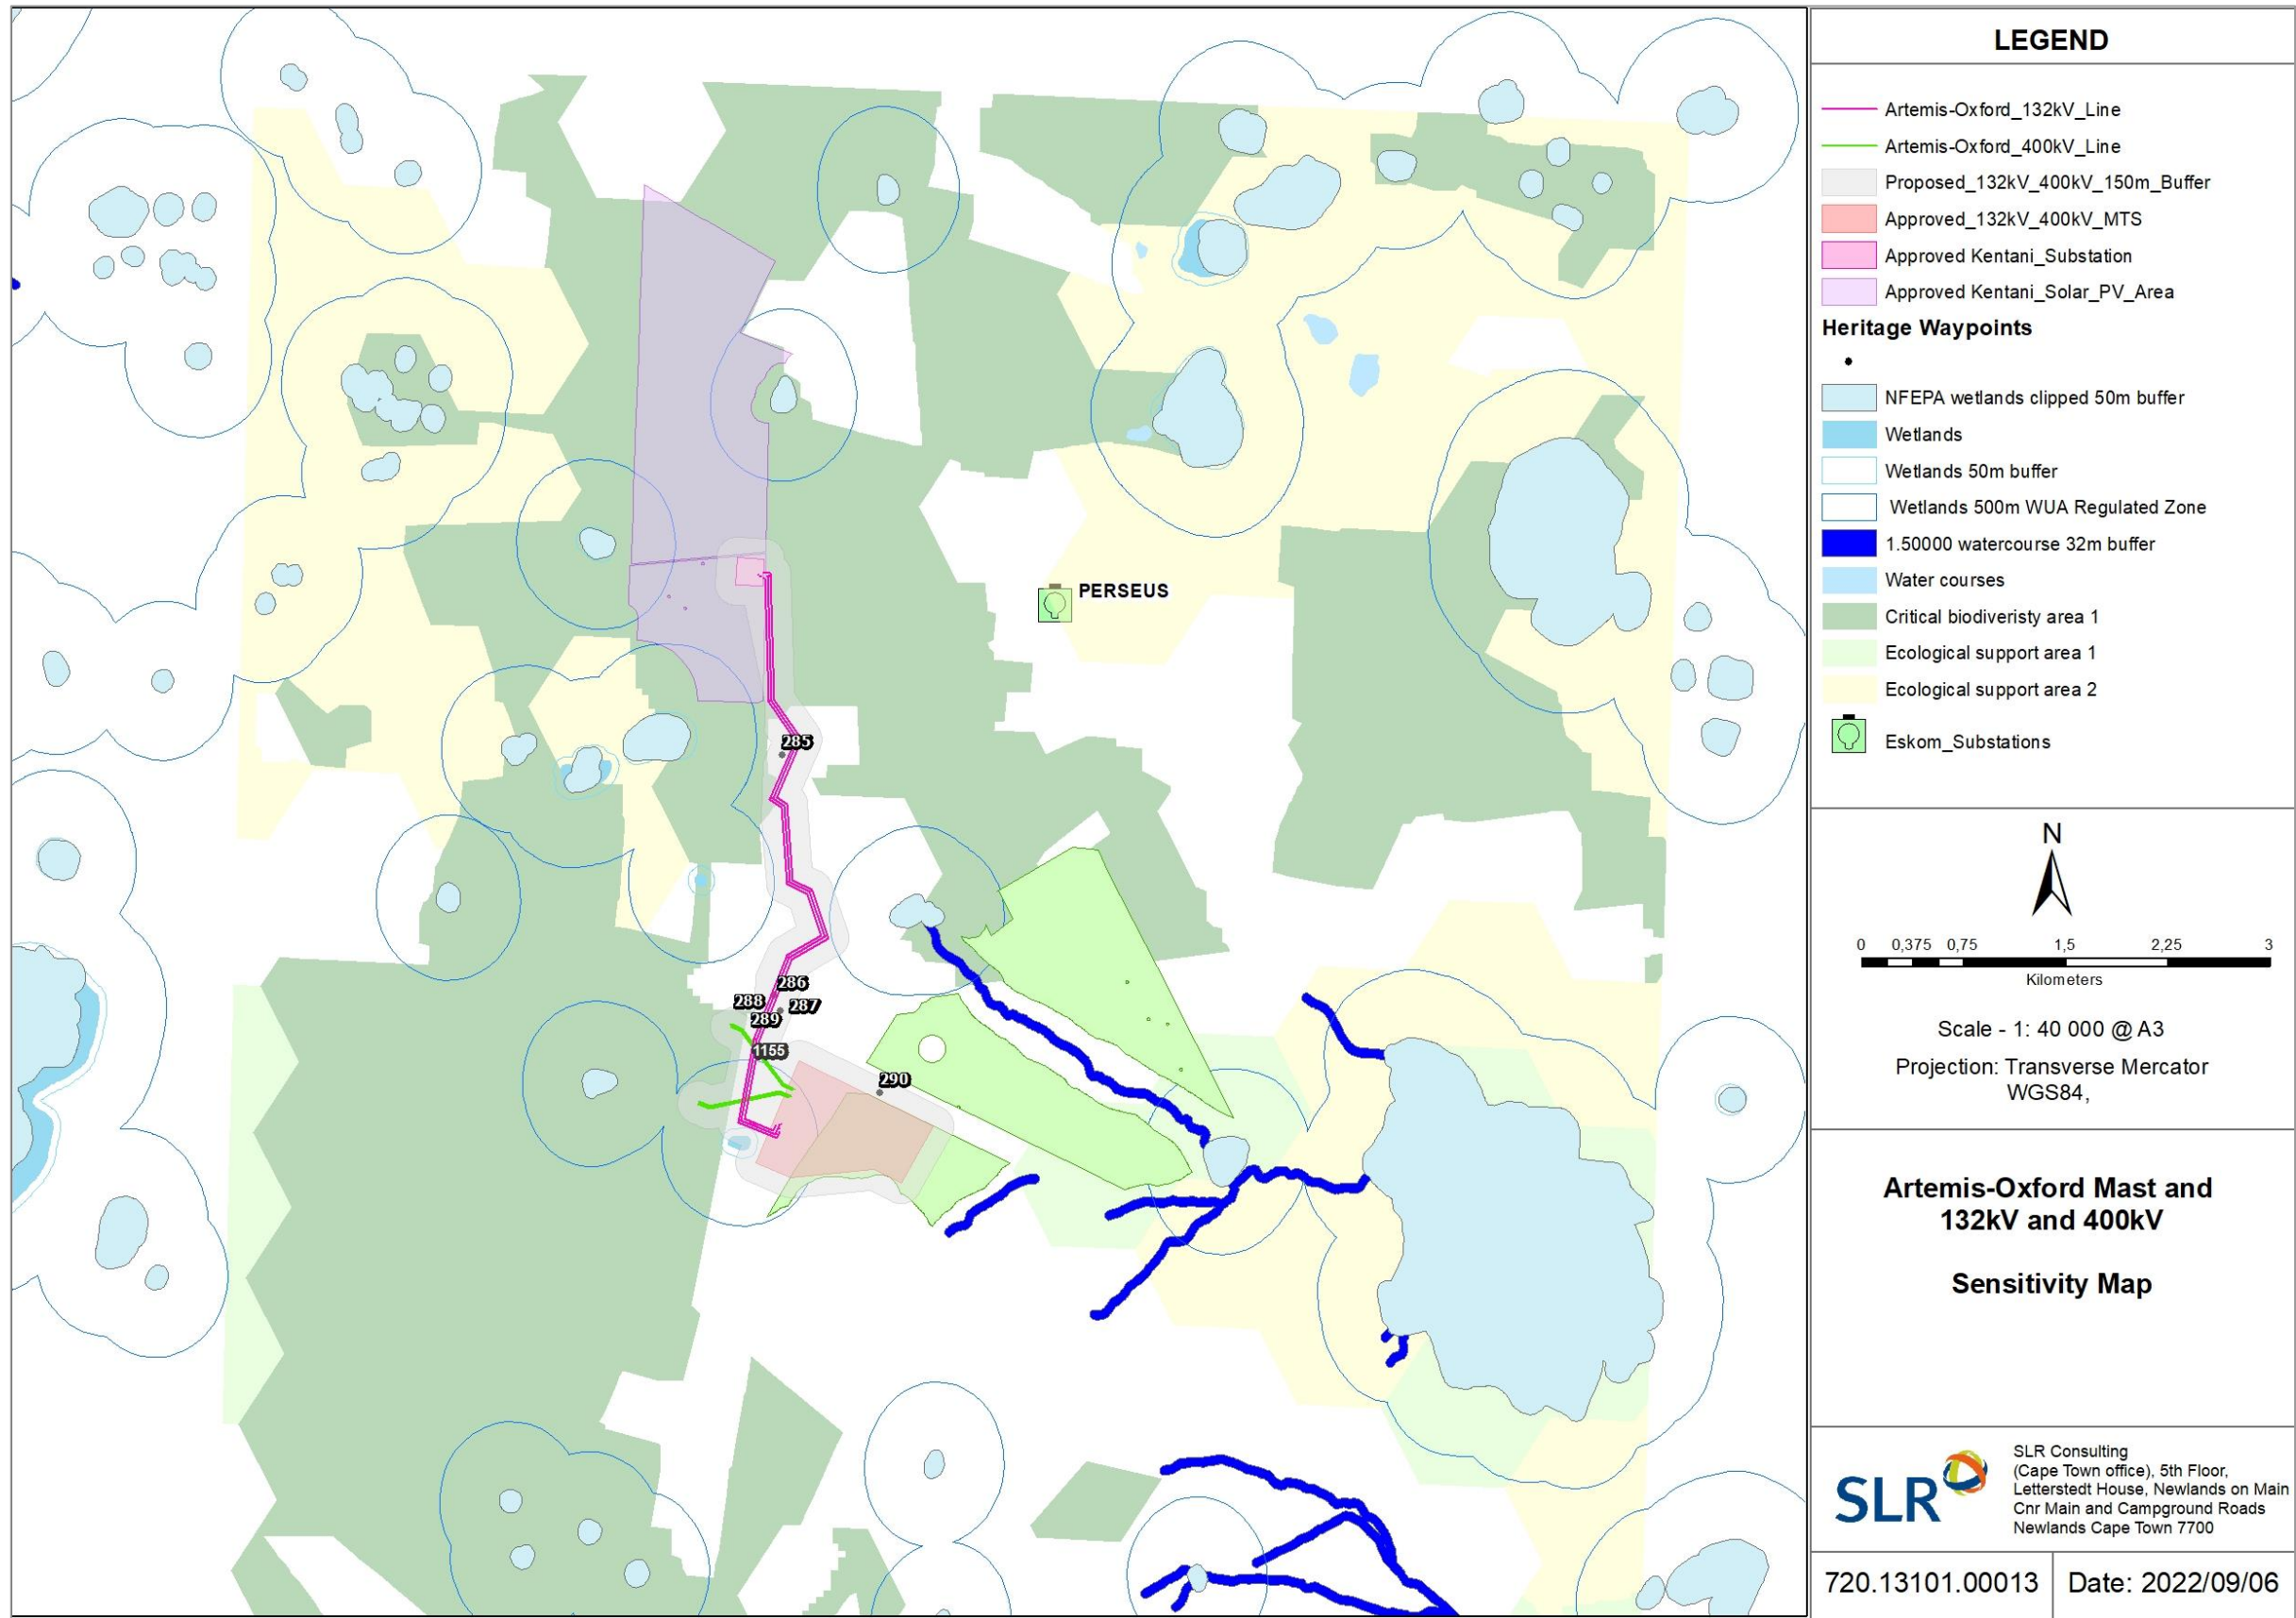 PERSEUS
285
286
288
287
289
1155
290
LEGEND
Artemis-Oxford_132kV_Line
Artemis-Oxford_400kV_Line
Proposed_132kV_400kV_150m_Buffer
Approved_132kV_400kV_MTS
Approved Kentani_Substation
Approved Kentani_Solar_PV_Area
Heritage Waypoints
NFEPA wetlands clipped 50m buffer
Wetlands
Wetlands 50m buffer
Wetlands 500m WUA Regulated Zone
1.50000 watercourse 32m buffer
Water courses
Critical biodiveristy area 1
Ecological support area 1
Ecological support area 2
Eskom_Substations
N
0 0,375 0,75 1,5 2,25 3
Kilometers
Scale - 1: 40 000 @ A3
Projection: Transverse Mercator
WGS84,
Artemis-Oxford Mast and
132kV and 400kV
Sensitivity Map
SLR
SLR Consulting
(Cape Town office), 5th Floor,
Letterstedt House, Newlands on Main
Cnr Main and Campground Roads
Newlands Cape Town 7700
720.13101.00013
Date: 2022/09/06